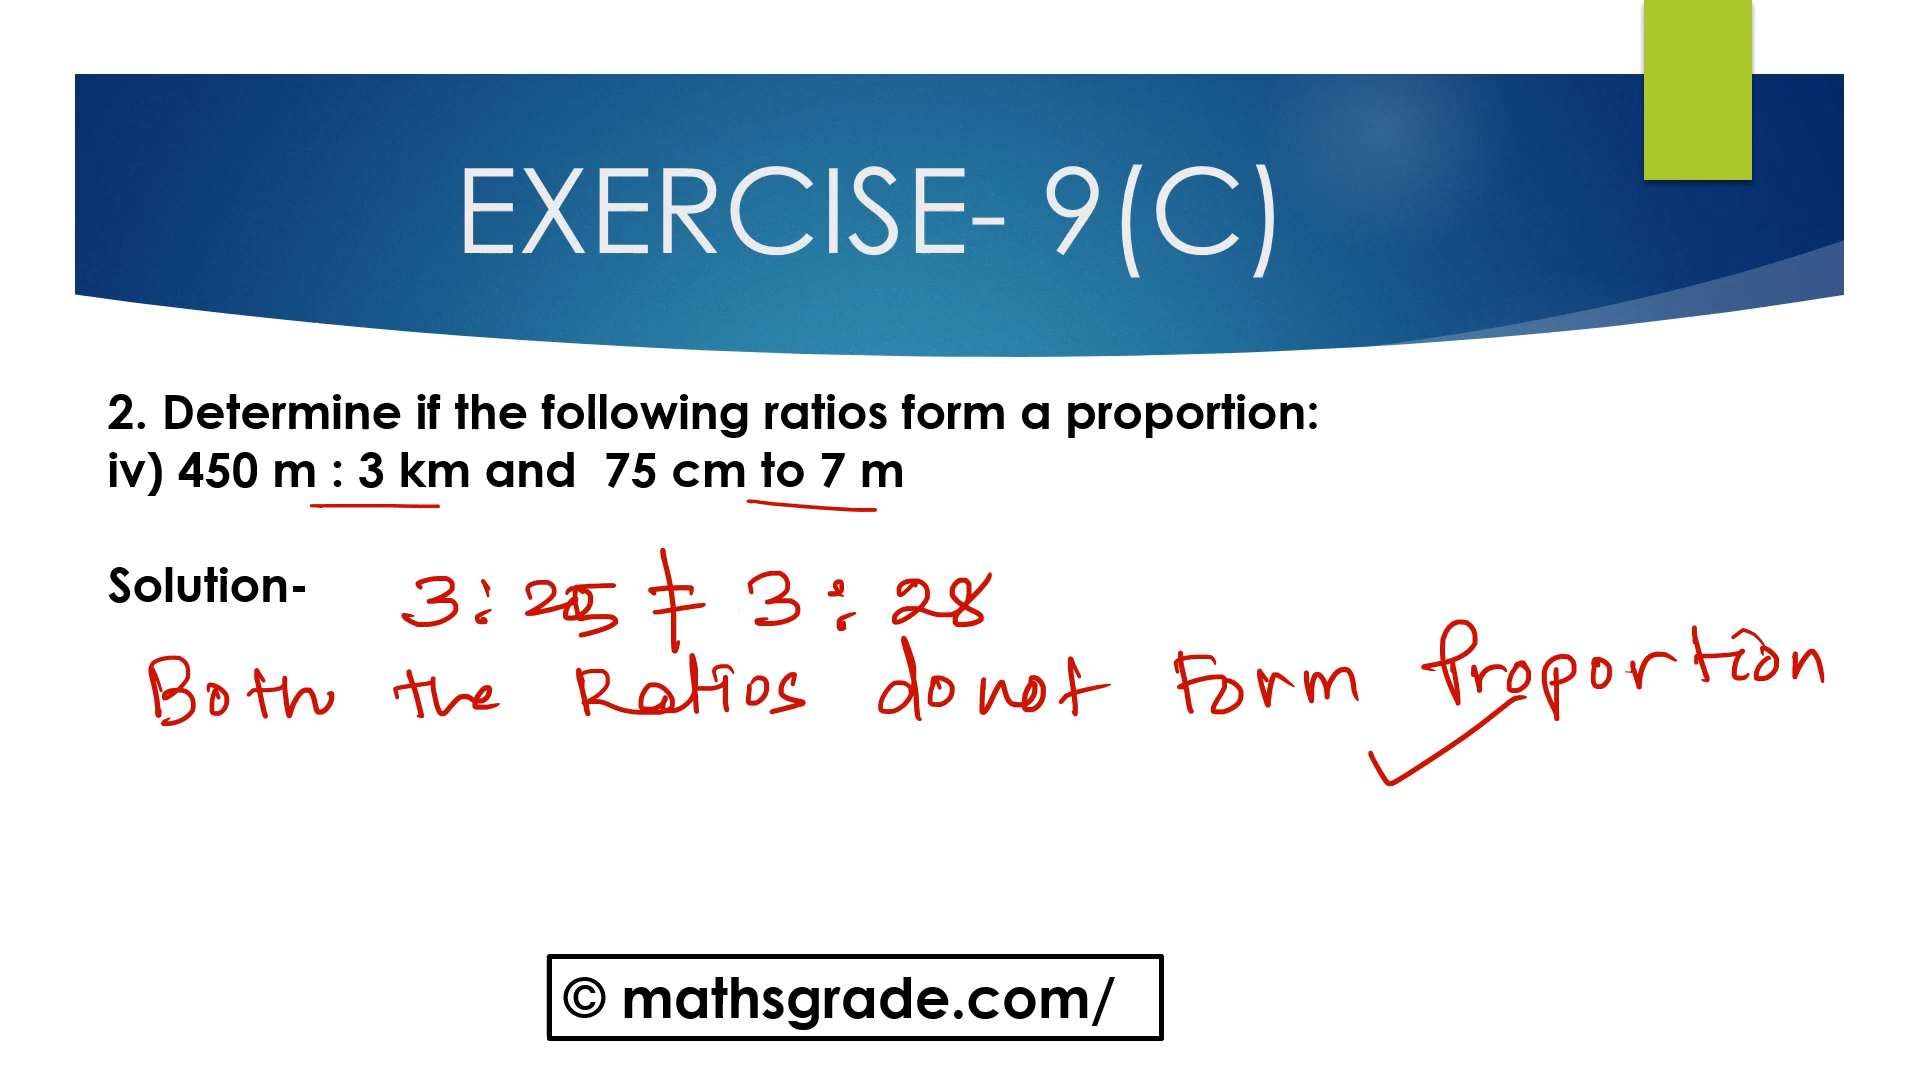 EXERCISE- 9(C)
2. Determine if the following ratios form a proportion:
iv) 450 m : 3 km and 75 cm to 7 m
Solution-
3 : ≠ 3 : 28
Both the Ratios do not Form Proportion
© mathsgrade.com/